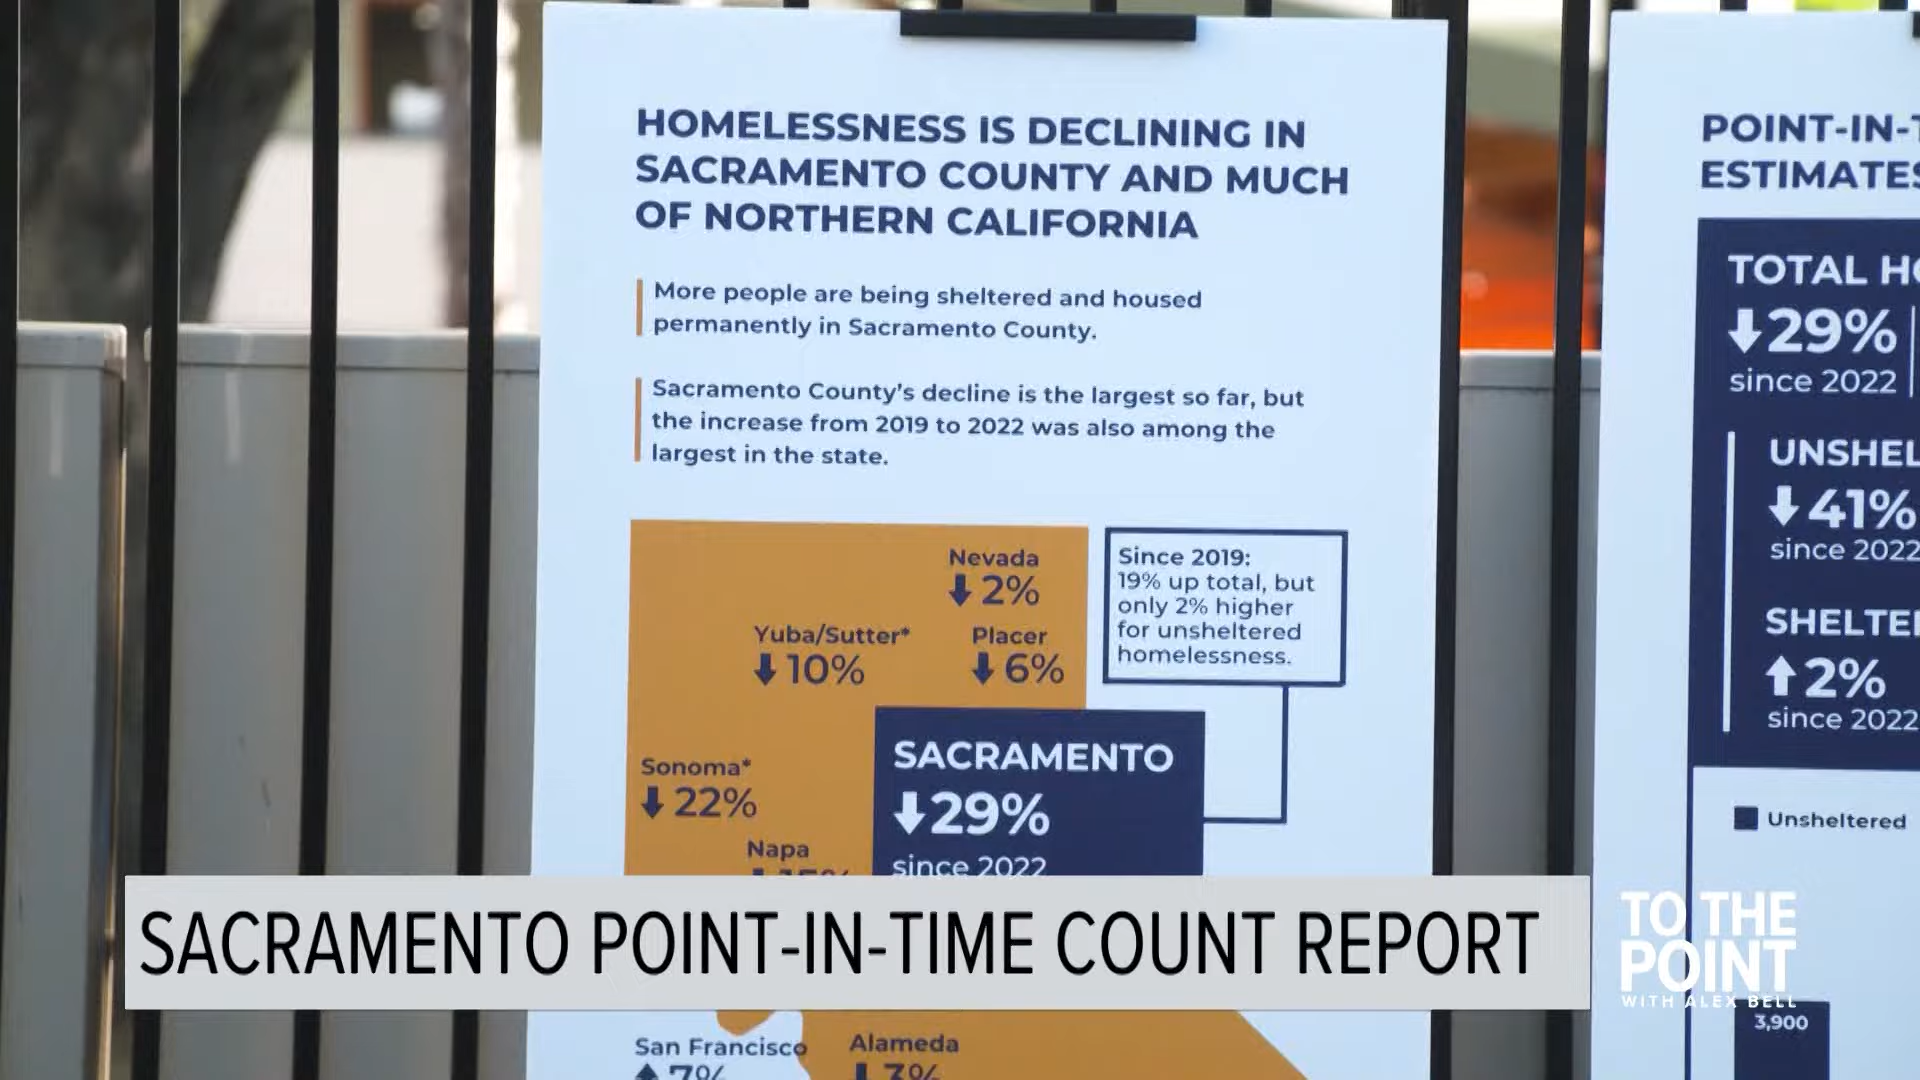 HOMELESSNESS IS DECLINING IN
SACRAMENTO COUNTY AND MUCH
OF NORTHERN CALIFORNIA
More people are being sheltered and housed
permanently in Sacramento County.
Sacramento County's decline is the largest so far, but
the increase from 2019 to 2022 was also among the
largest in the state.
Nevada
↓ 2%
Yuba/Sutter*
↓ 10%
Placer
↓ 6%
Since 2019:
19% up total, but
only 2% higher
for unsheltered
homelessness.
Sonoma*
↓ 22%
Napa
SACRAMENTO
↓29%
since 2022
San Francisco
↑ 7%
Alameda
↓ 3%
POINT-IN-
ESTIMATES
TOTAL
↓29%
since 2022
↓41%
since 2022
↑2%
since 2022
Unsheltered
3,900
SACRAMENTO POINT-IN-TIME COUNT REPORT
TO THE
POINT
WITH ALEX BELL